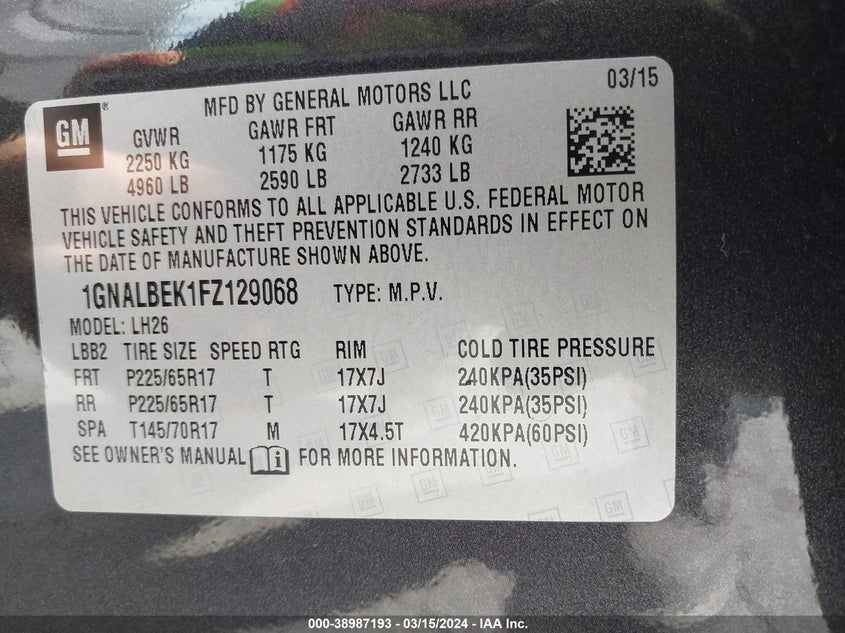 03/15
MFD BY GENERAL MOTORS LLC
GM ®
GVWR GAWR FRT GAWR RR
2250 KG 1175 KG 1240 KG
4960 LB 2590 LB 2733 LB
THIS VEHICLE CONFORMS TO ALL APPLICABLE U.S. FEDERAL MOTOR
VEHICLE SAFETY AND THEFT PREVENTION STANDARDS IN EFFECT ON
THE DATE OF MANUFACTURE SHOWN ABOVE.
1GNALBEK1FZ129068 TYPE: M.P.V.
MODEL: LH26
LBB2 TIRE SIZE SPEED RTG RIM COLD TIRE PRESSURE
FRT P225/65R17 T 17X7J 240KPA(35PSI)
RR P225/65R17 T 17X7J 240KPA(35PSI)
SPA T145/70R17 M 17X4.5T 420KPA(60PSI)
SEE OWNER'S MANUAL i FOR MORE INFORMATION.
000-38987193 - 03/15/2024 - IAA Inc.